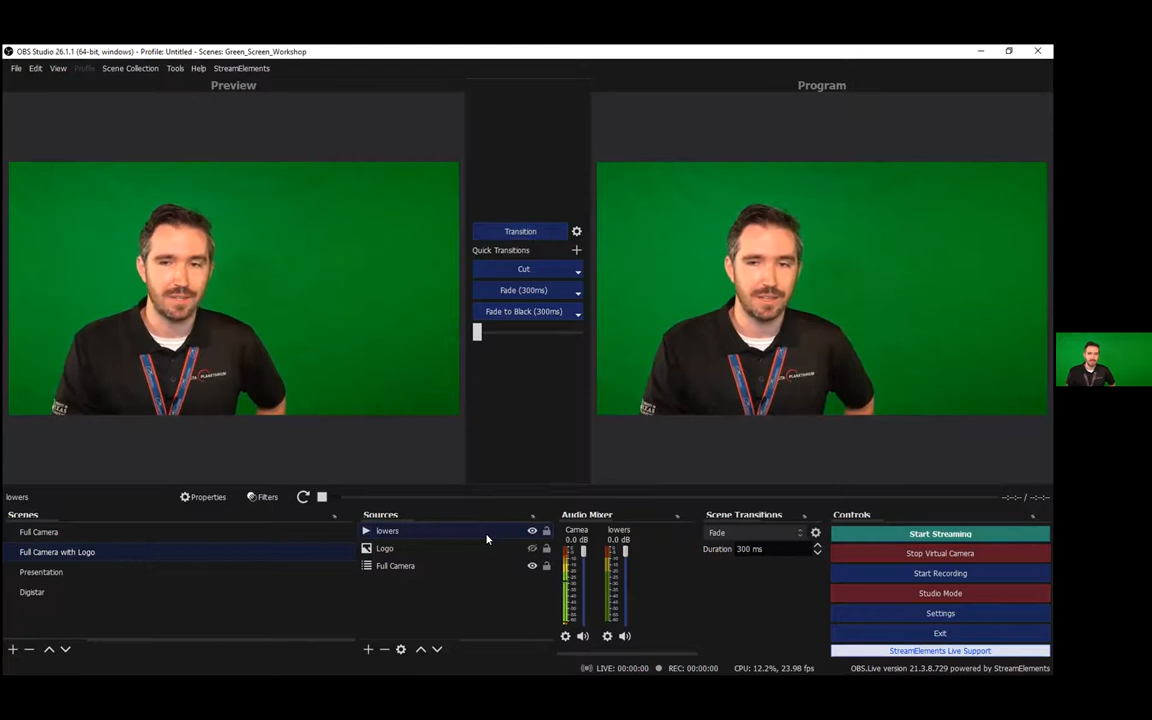 OBS Studio 26.1.1 (64-bit, windows) - Profile: Untitled - Scenes: Green_Screen_Workshop
File Edit View Profile Scene Collection Tools Help StreamElements
Preview
Program
PLANETARIUM
PLANETARIUM
Transition
Quick Transitions
Cut
Fade (300ms)
Fade to Black (300ms)
lowers
Properties
Filters
--:--:-- / --:--:--
Scenes
Full Camera
Full Camera with Logo
Presentation
Digistar
Sources
lowers
Logo
Full Camera
Audio Mixer
Camea
0.0 dB
lowers
0.0 dB
Scene Transitions
Fade
Duration 300 ms
Controls
Start Streaming
Stop Virtual Camera
Start Recording
Studio Mode
Settings
Exit
StreamElements Live Support
LIVE: 00:00:00 REC: 00:00:00 CPU: 12.2%, 23.98 fps
OBS.Live version 21.3.8.729 powered by StreamElements